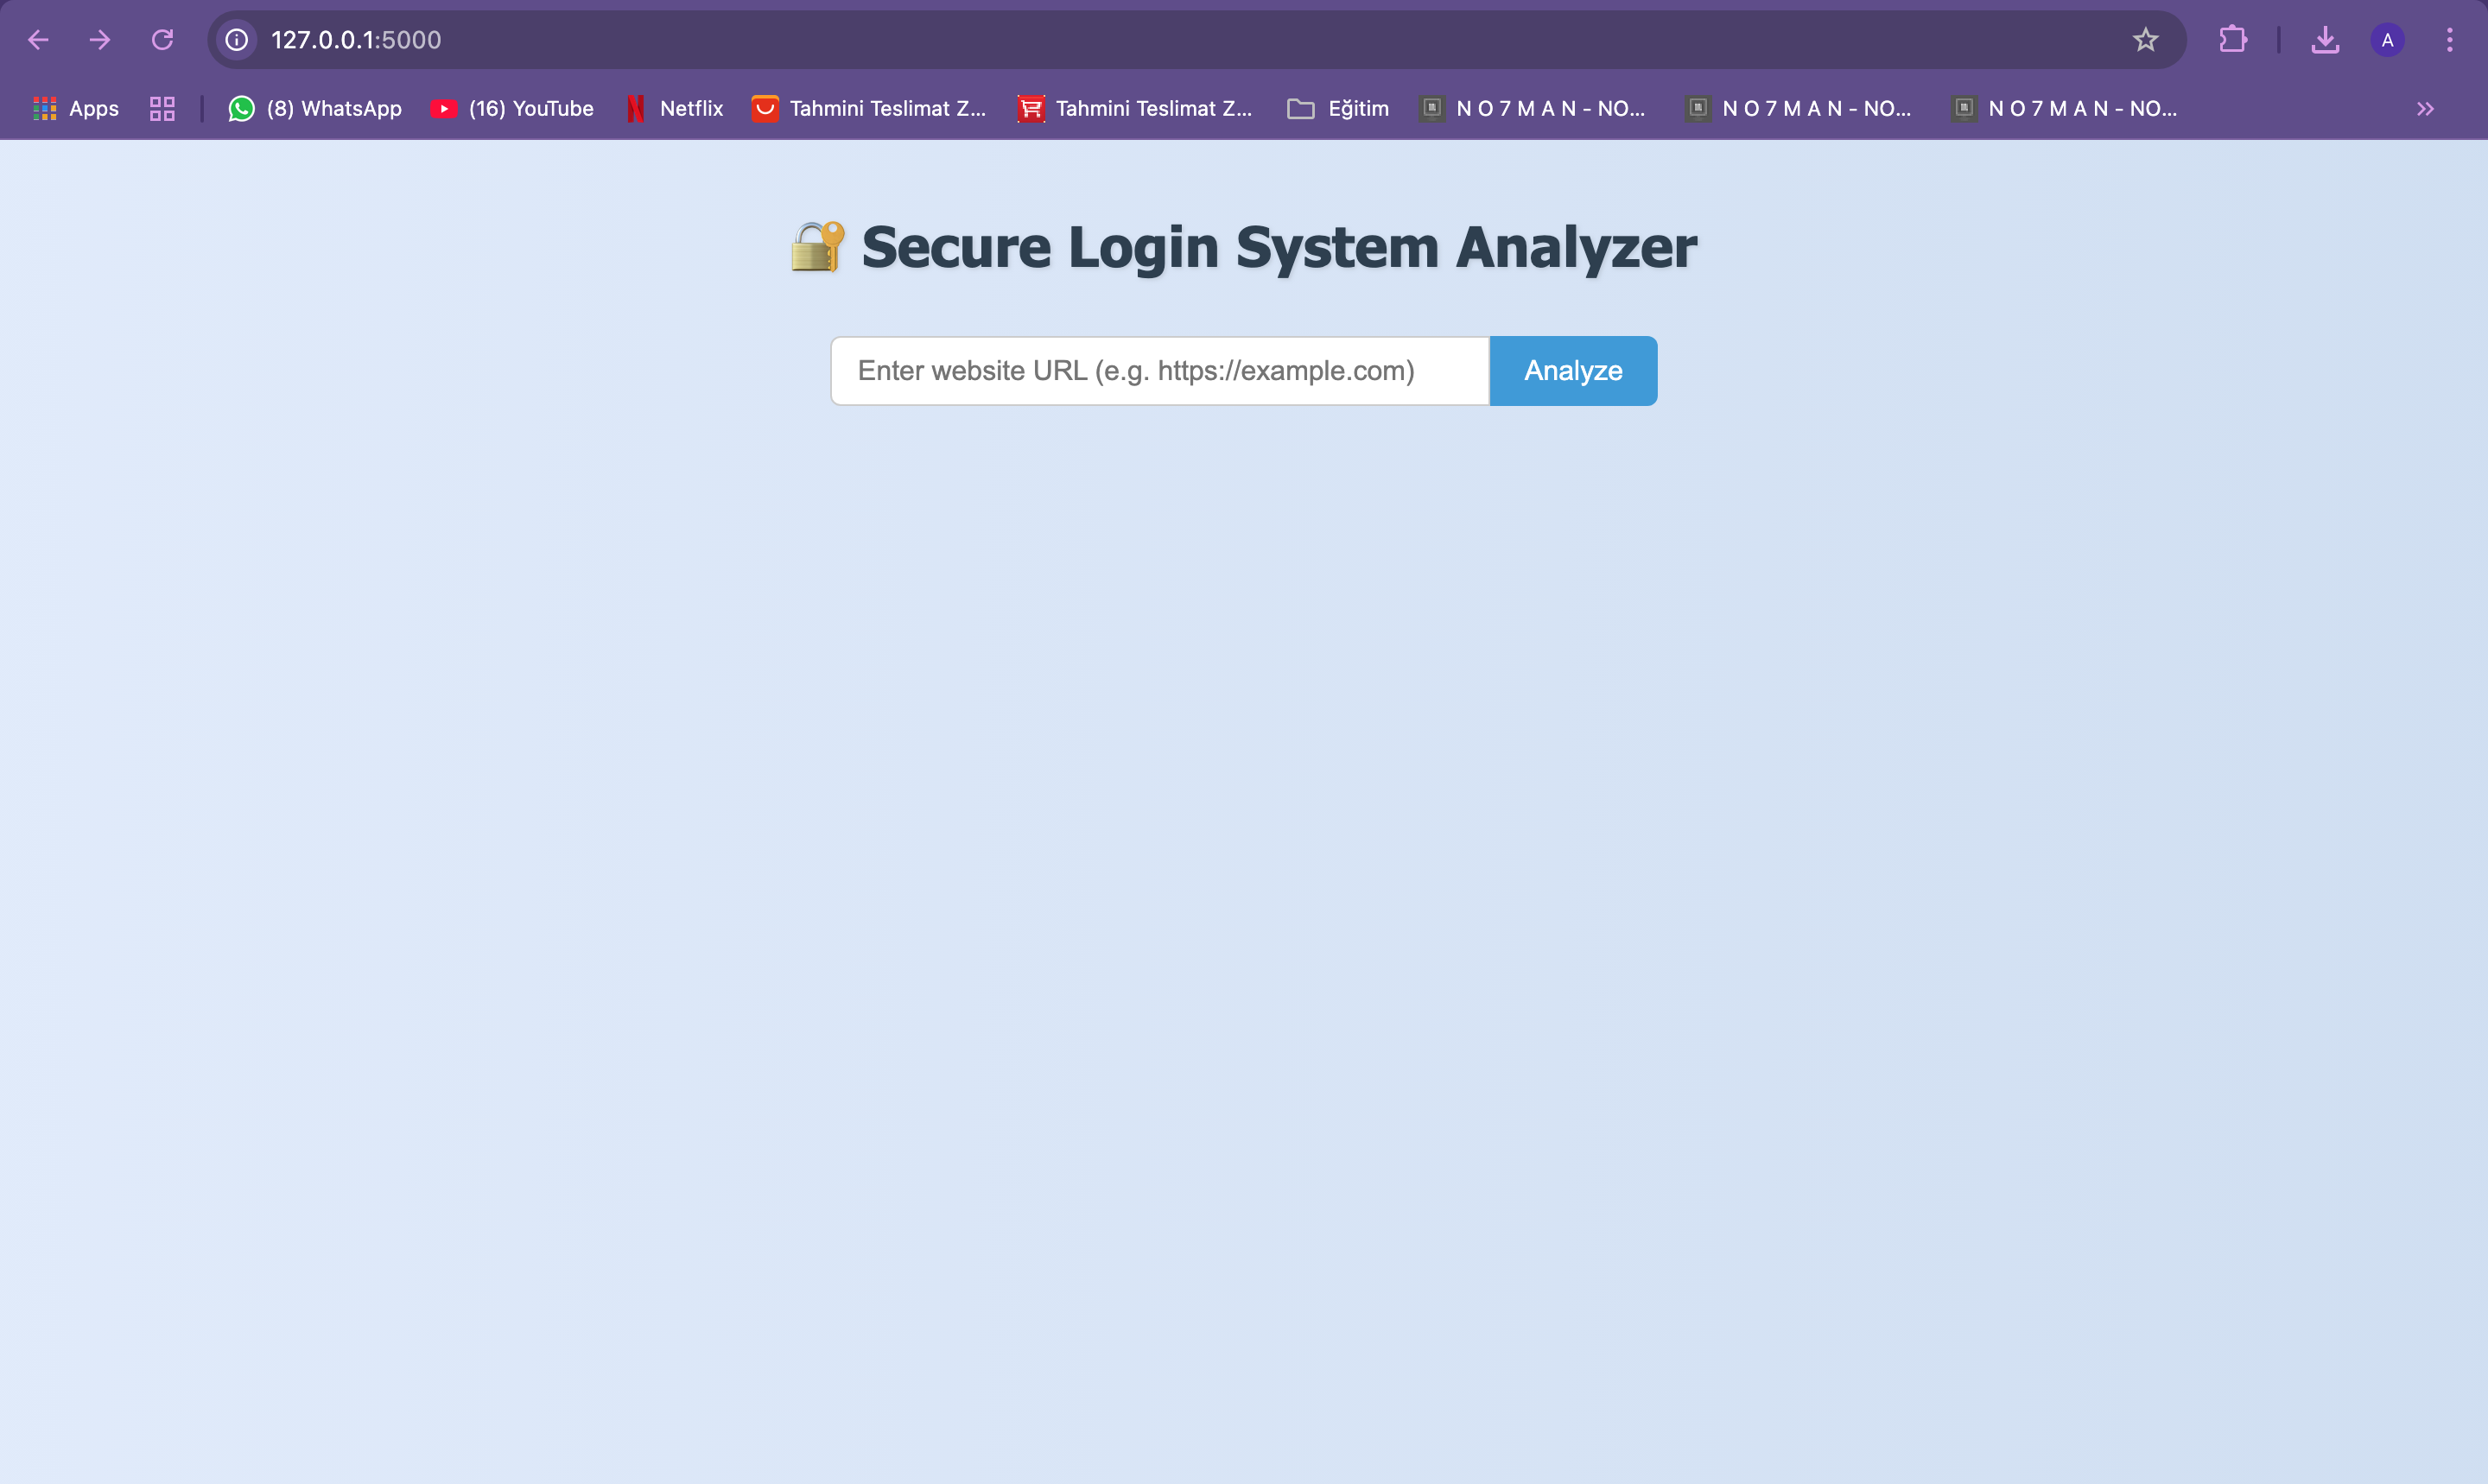 127.0.0.1:5000
A
Apps (8) WhatsApp (16) YouTube Netflix Tahmini Teslimat Z... Tahmini Teslimat Z... Eğitim N O 7 M A N - NO... N O 7 M A N - NO... N O 7 M A N - NO...
Secure Login System Analyzer
Enter website URL (e.g. https://example.com) Analyze